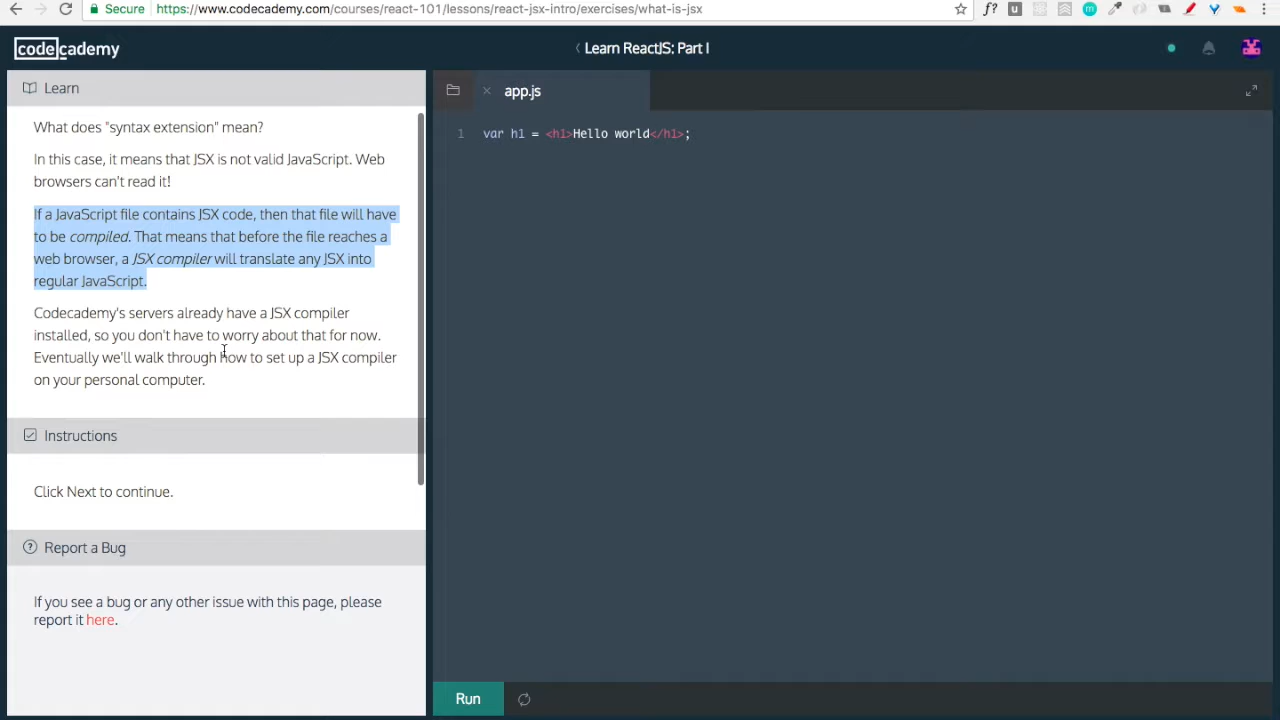 Secure https://www.codecademy.com/courses/react-101/lessons/react-jsx-intro/exercises/what-is-jsx
codecademy
Learn ReactJS: Part I
Learn
app.js
What does "syntax extension" mean?
In this case, it means that JSX is not valid JavaScript. Web
browsers can't read it!
If a JavaScript file contains JSX code, then that file will have
to be compiled. That means that before the file reaches a
web browser, a JSX compiler will translate any JSX into
regular JavaScript.
Codecademy's servers already have a JSX compiler
installed, so you don't have to worry about that for now.
Eventually we'll walk through how to set up a JSX compiler
on your personal computer.
Instructions
Click Next to continue.
Report a Bug
If you see a bug or any other issue with this page, please
report it here.
1 var h1 = <h1>Hello world</h1>;
Run